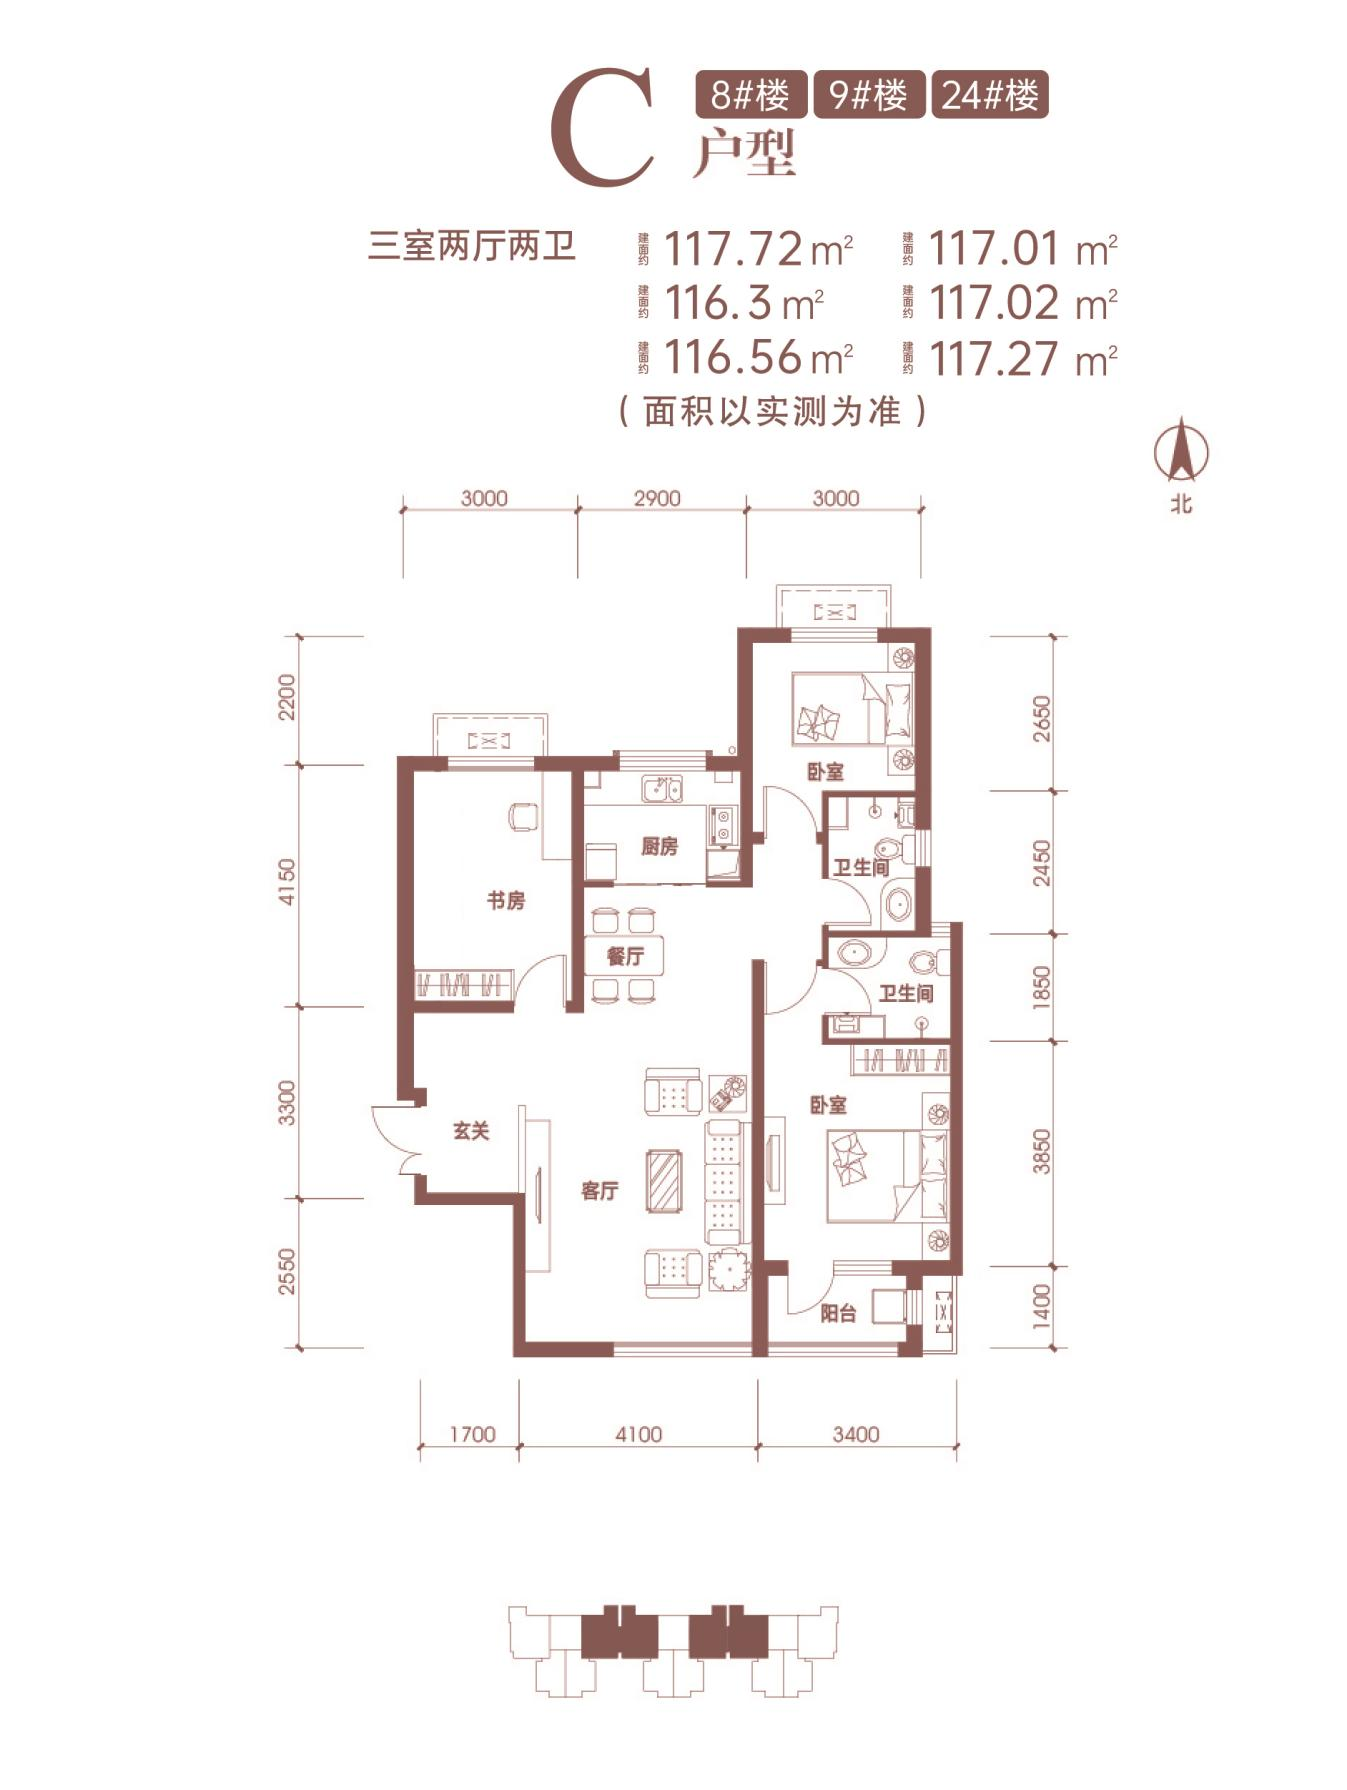 C 8#楼 9#楼 24#楼
户型
三室两厅两卫 建面约 117.72m² 建面约 117.01 m²
建面约 116.3 m² 建面约 117.02 m²
建面约 116.56m² 建面约 117.27 m²
（面积以实测为准）
北
3000 2900 3000
2200
4150
3300
2550
2650
2450
1850
3850
1400
卧室
厨房
卫生间
书房
餐厅
卫生间
卧室
玄关
客厅
阳台
1700 4100 3400